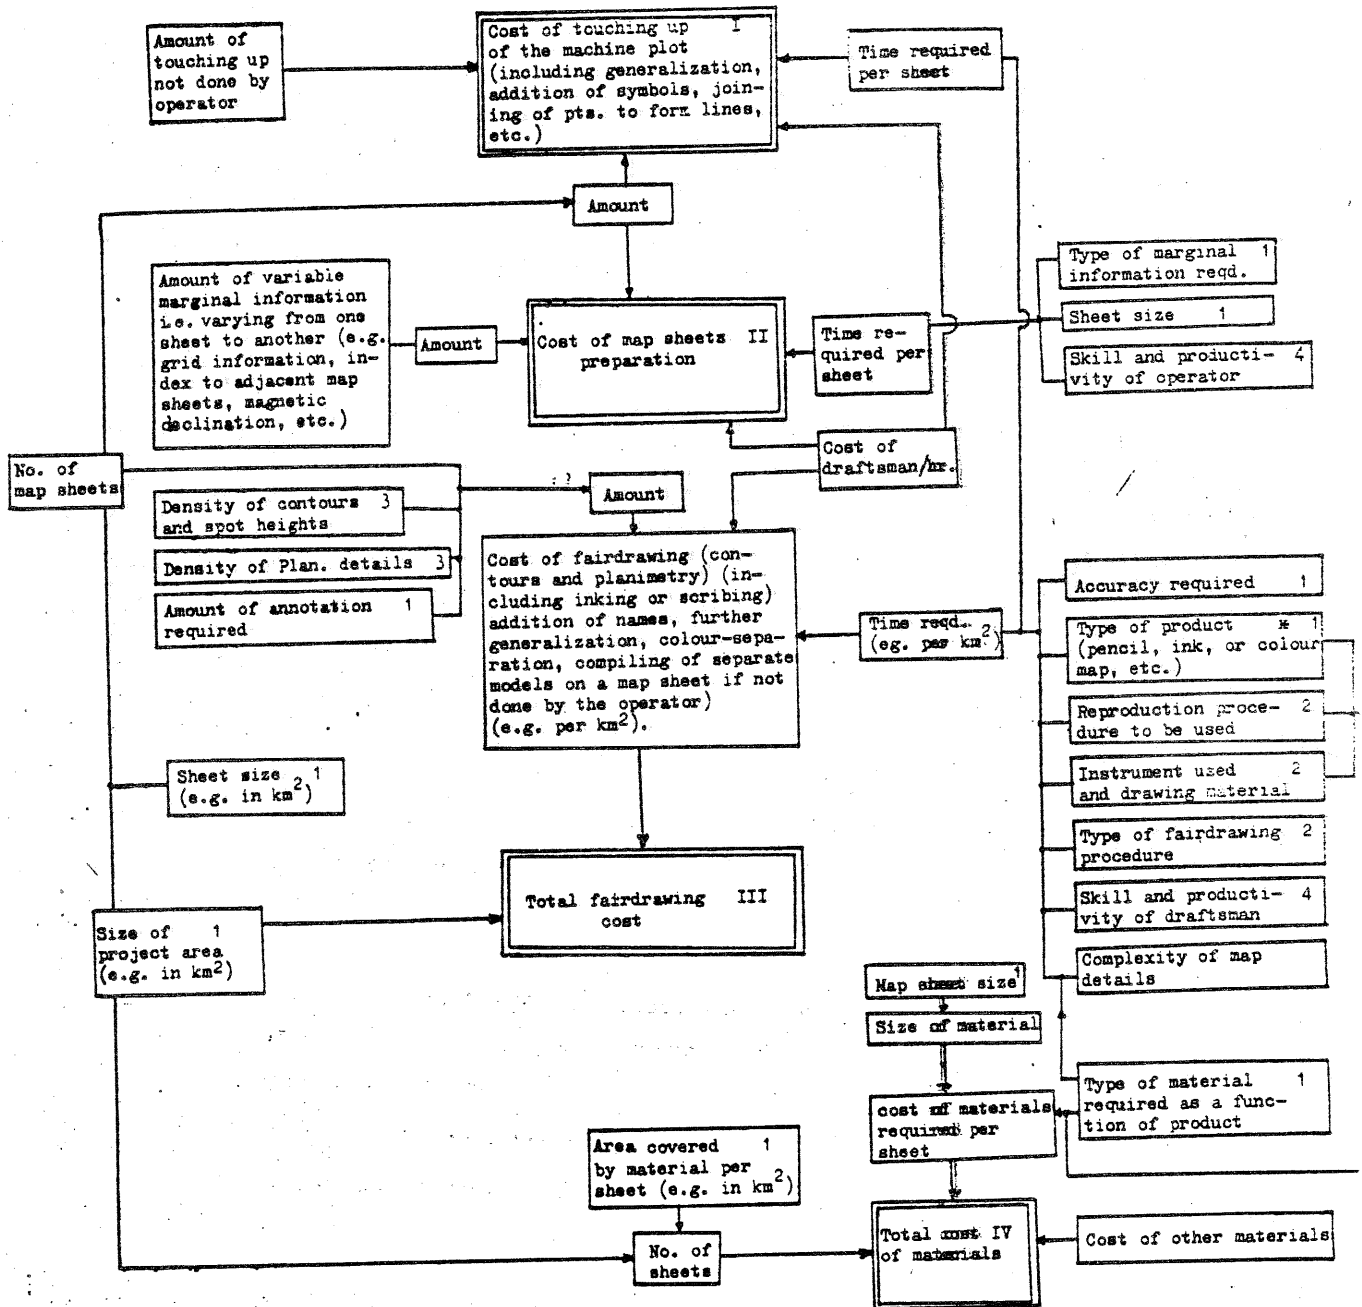 Amount of
touching up
not done by
operator
Cost of touching up I
of the machine plot
(including generalization,
addition of symbols, join-
ing of pts. to form lines,
etc.)
Time required
per sheet
Amount
Amount of variable
marginal information
i.e. varying from one
sheet to another (e.g.
grid information, in-
dex to adjacent map
sheets, magnetic
declination, etc.)
Amount
Cost of map sheets II
preparation
Time re-
quired per
sheet
Type of marginal 1
information reqd.
Sheet size 1
Skill and producti- 4
vity of operator
Cost of
draftsman/hr.
No. of
map sheets
Density of contours 3
and spot heights
Density of Plan. details 3
Amount of annotation 1
required
Amount
Cost of fairdrawing (con-
tours and planimetry) (in-
cluding inking or scribing)
addition of names, further
generalization, colour-sepa-
ration, compiling of separate
models on a map sheet if not
done by the operator)
(e.g. per km²).
Time reqd.
(eg. per km²)
Accuracy required 1
Type of product * 1
(pencil, ink, or colour
map, etc.)
Reproduction proce- 2
dure to be used
Instrument used 2
and drawing material
Type of fairdrawing 2
procedure
Skill and producti- 4
vity of draftsman
Complexity of map
details
Sheet size 1
(e.g. in km²)
Total fairdrawing III
cost
Size of 1
project area
(e.g. in km²)
Map sheet size 1
Size of material
cost of materials
required per
sheet
Type of material 1
required as a func-
tion of product
Area covered 1
by material per
sheet (e.g. in km²)
No. of
sheets
Total cost IV
of materials
Cost of other materials